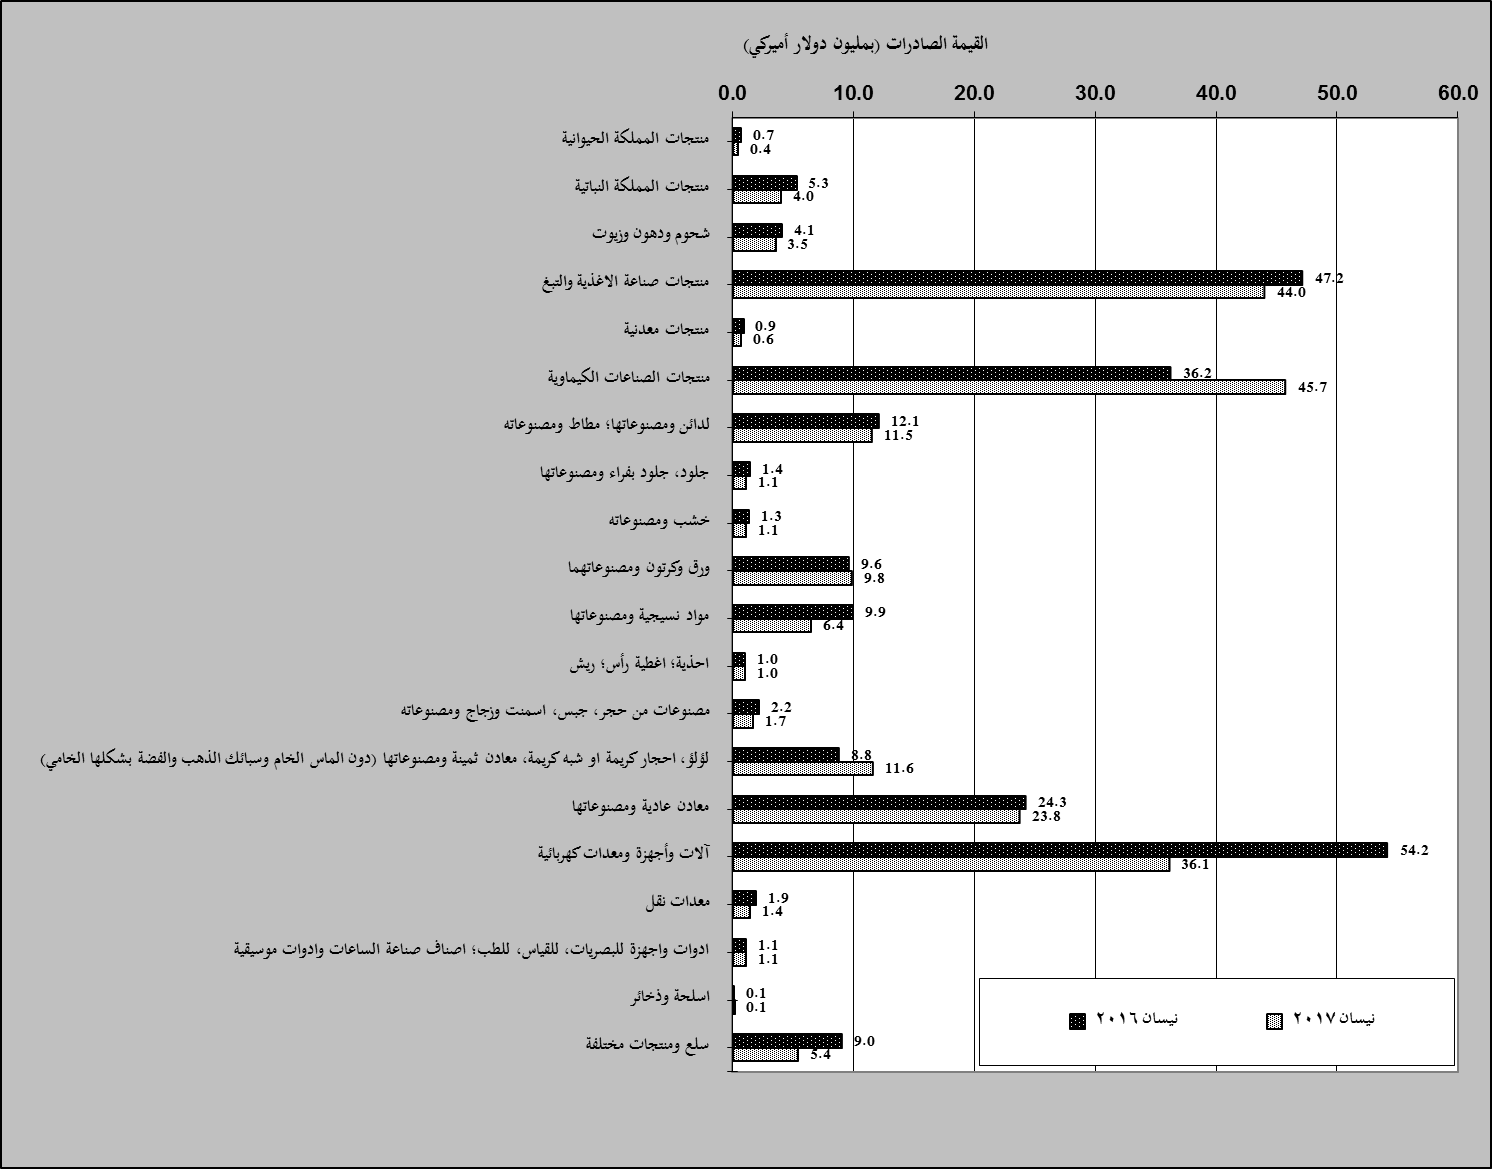 القيمة الصادرات (بمليون دولار أميركي)
0.0 10.0 20.0 30.0 40.0 50.0 60.0
منتجات المملكة الحيوانية
0.7
0.4
منتجات المملكة النباتية
5.3
4.0
شحوم ودهون وزيوت
4.1
3.5
منتجات صناعة الاغذية والتبغ
47.2
44.0
منتجات معدنية
0.9
0.6
منتجات الصناعات الكيماوية
36.2
45.7
لدائن ومصنوعاتها؛ مطاط ومصنوعاته
12.1
11.5
جلود، جلود بفراء ومصنوعاتها
1.4
1.1
خشب ومصنوعاته
1.3
1.1
ورق وكرتون ومصنوعاتهما
9.6
9.8
مواد نسيجية ومصنوعاتها
9.9
6.4
احذية؛ اغطية رأس؛ ريش
1.0
1.0
مصنوعات من حجر، جبس، اسمنت وزجاج ومصنوعاته
2.2
1.7
لؤلؤ، احجار كريمة او شبه كريمة، معادن ثمينة ومصنوعاتها (دون الماس الخام وسبائك الذهب والفضة بشكلها الخامي)
8.8
11.6
معادن عادية ومصنوعاتها
24.3
23.8
آلات وأجهزة ومعدات كهربائية
54.2
36.1
معدات نقل
1.9
1.4
ادوات واجهزة للبصريات، للقياس، للطب؛ اصناف صناعة الساعات وادوات موسيقية
1.1
1.1
اسلحة وذخائر
0.1
0.1
سلع ومنتجات مختلفة
9.0
5.4
نيسان ٢٠١٧
نيسان ٢٠١٦